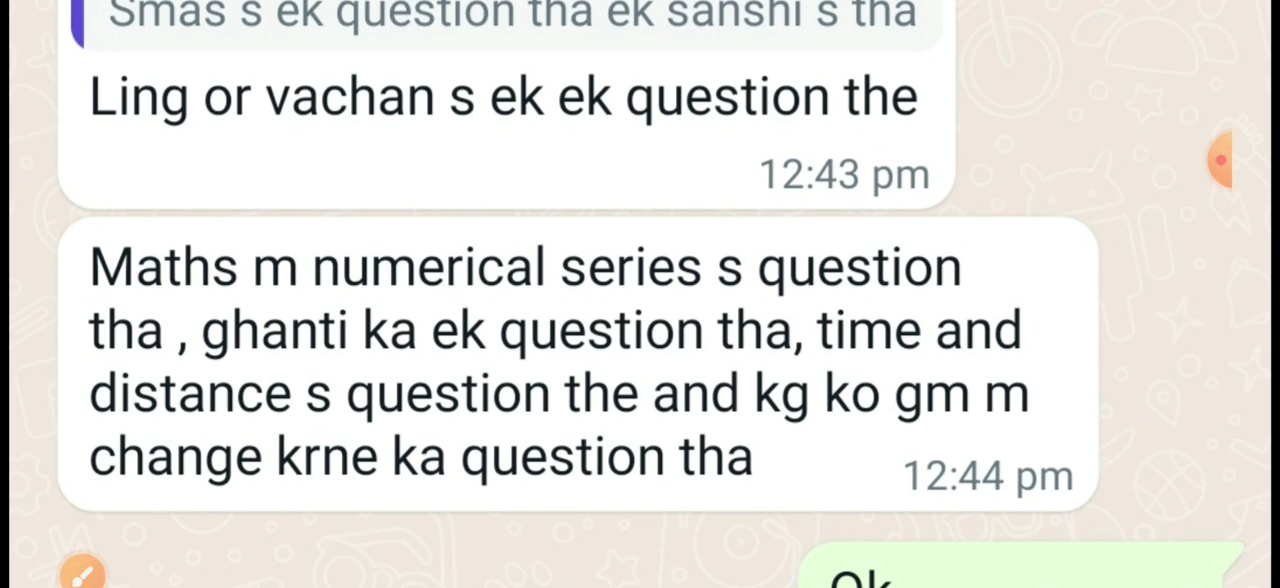 Smas s ek question tha ek sanshi s tha
Ling or vachan s ek ek question the
12:43 pm
Maths m numerical series s question
tha , ghanti ka ek question tha, time and
distance s question the and kg ko gm m
change krne ka question tha
12:44 pm
Ok